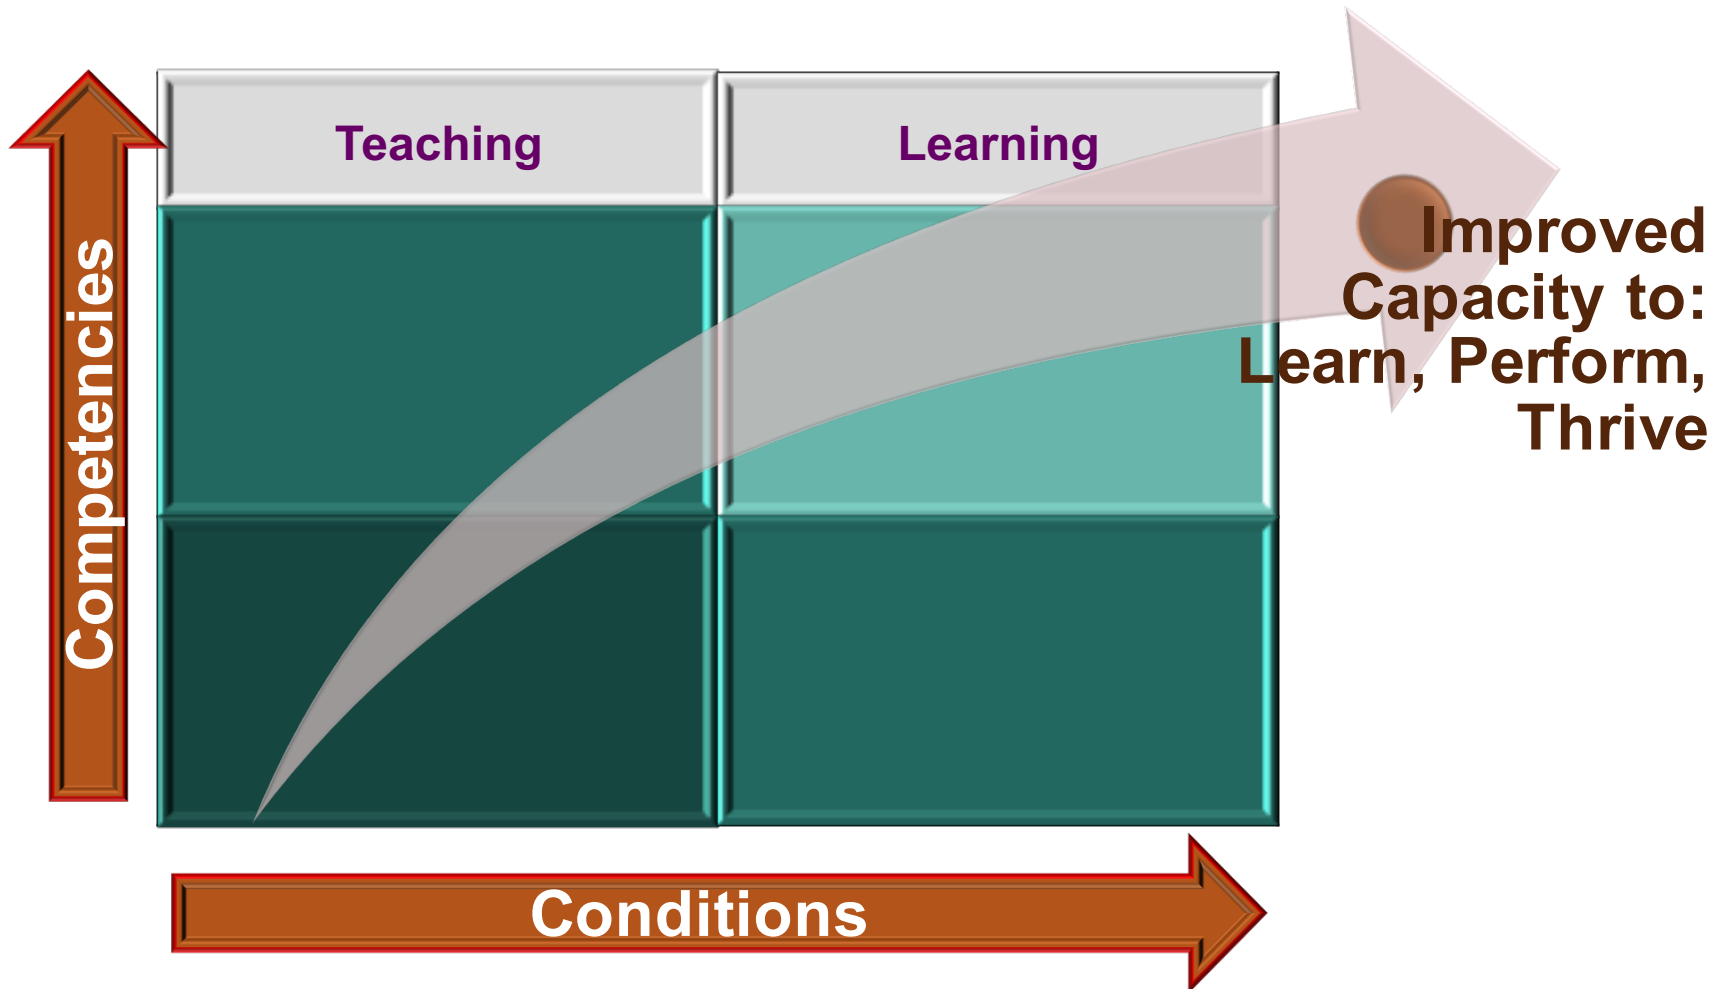 Teaching
Learning
Competencies
Improved
Capacity to:
Learn, Perform,
Thrive
Conditions